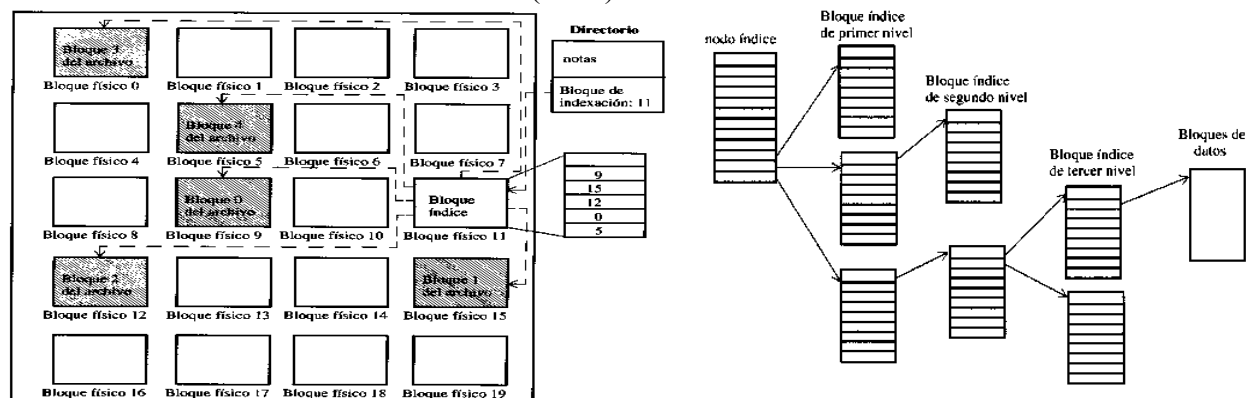 Bloque 3
del archivo
Bloque físico 0
Bloque físico 1
Bloque físico 2
Bloque físico 3
Bloque físico 4
Bloque 4
del archivo
Bloque físico 5
Bloque físico 6
Bloque físico 7
Bloque físico 8
Bloque 0
del archivo
Bloque físico 9
Bloque físico 10
Bloque
índice
Bloque físico 11
Bloque 2
del archivo
Bloque físico 12
Bloque físico 13
Bloque físico 14
Bloque 1
del archivo
Bloque físico 15
Bloque físico 16
Bloque físico 17
Bloque físico 18
Bloque físico 19
Directorio
notas
Bloque de
indexación: 11
9
15
12
0
5
nodo índice
Bloque índice
de primer nivel
Bloque índice
de segundo nivel
Bloque índice
de tercer nivel
Bloques de
datos